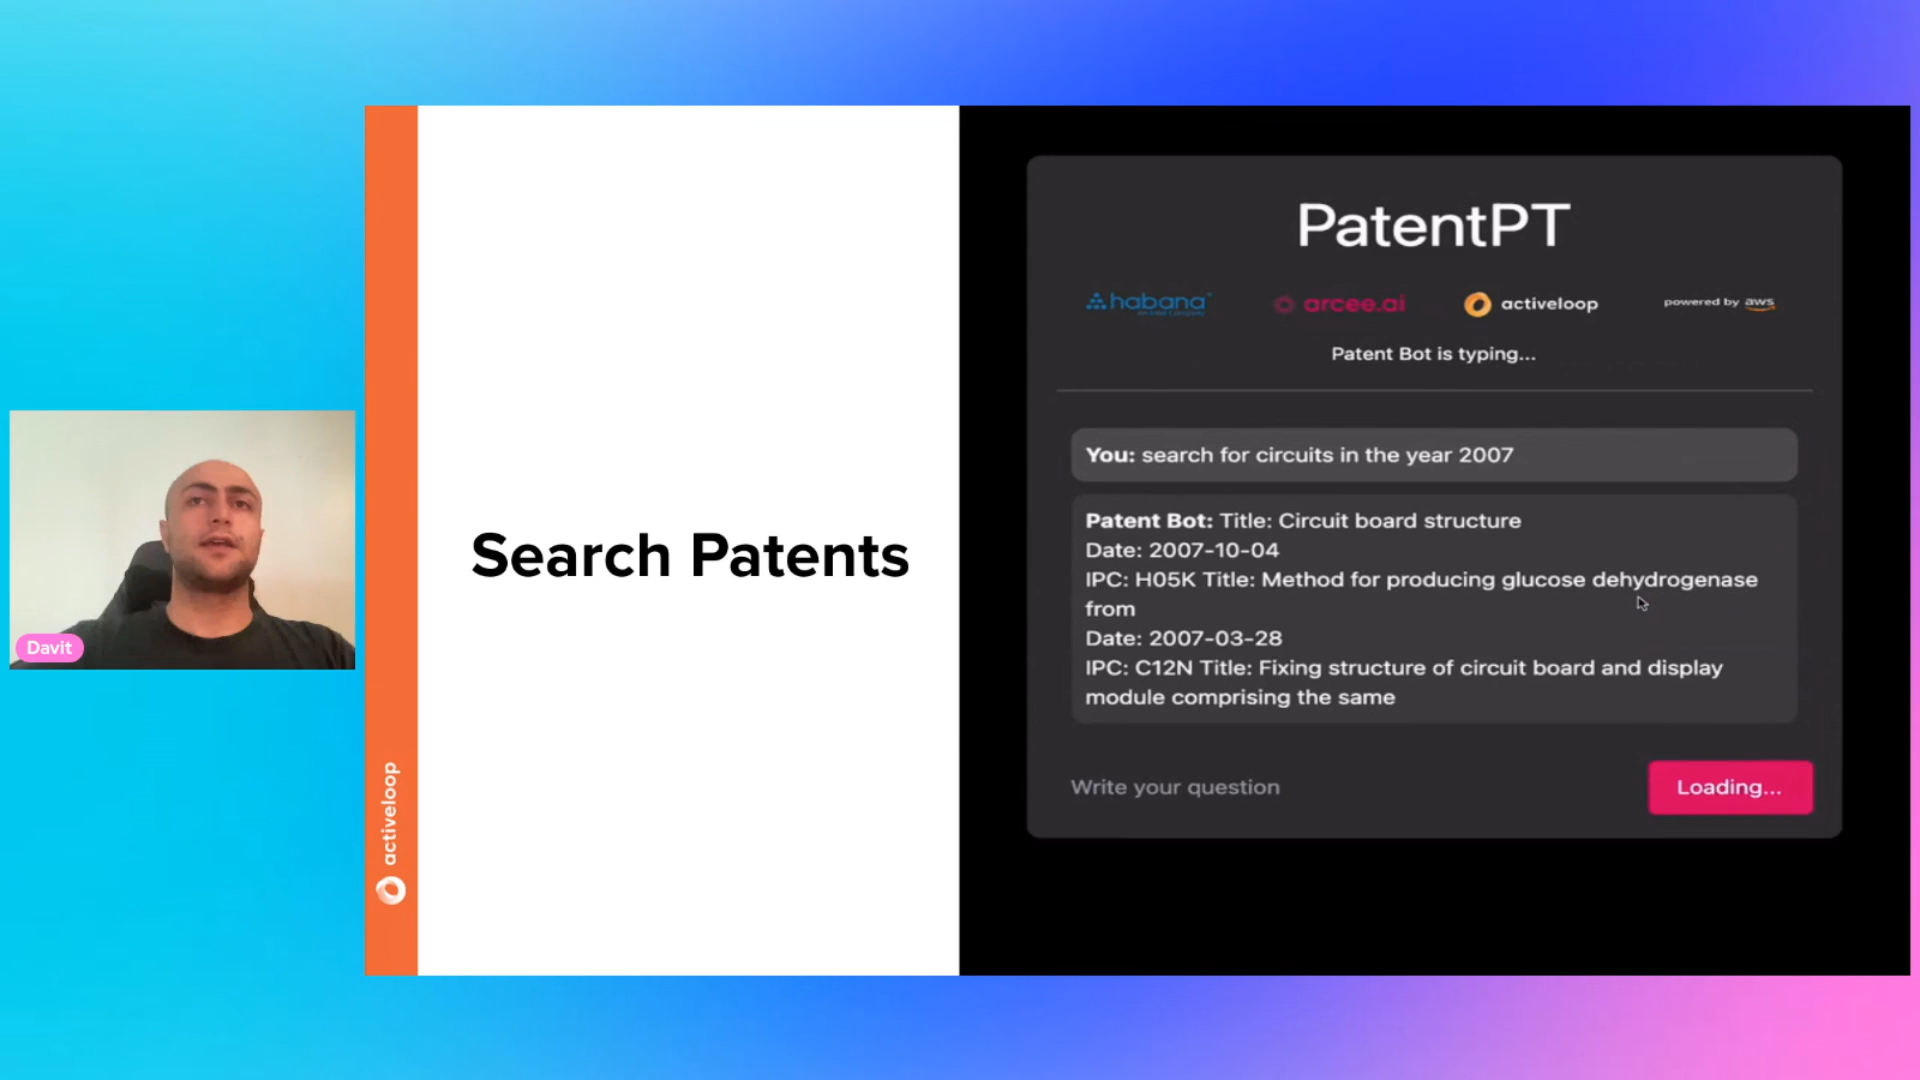 Davit
activeloop
Search Patents
PatentPT
habana
An Intel Company
arcee.ai
activeloop
powered by aws
Patent Bot is typing...
You: search for circuits in the year 2007
Patent Bot: Title: Circuit board structure
Date: 2007-10-04
IPC: H05K Title: Method for producing glucose dehydrogenase
from
Date: 2007-03-28
IPC: C12N Title: Fixing structure of circuit board and display
module comprising the same
Write your question
Loading...